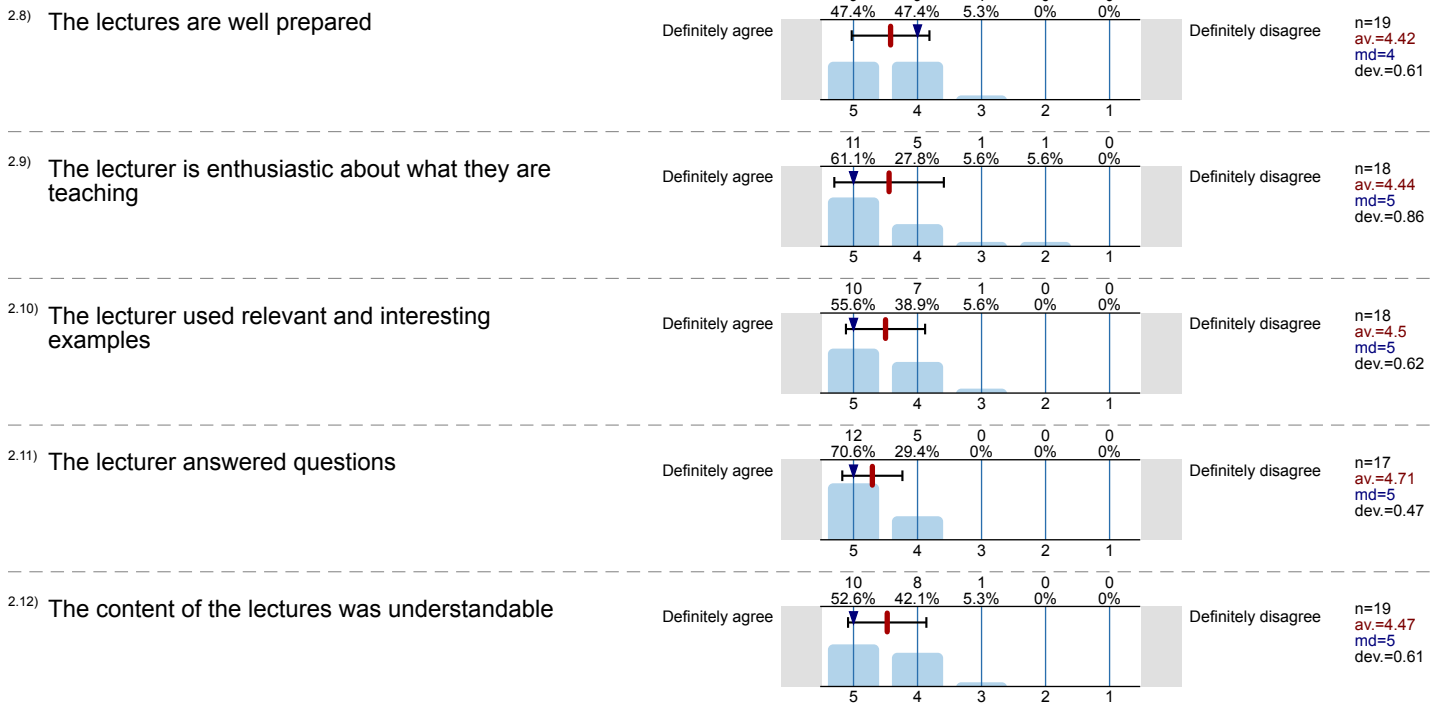 2.8) The lectures are well prepared
Definitely agree
47.4% 47.4% 5.3% 0% 0%
5 4 3 2 1
Definitely disagree
n=19
av.=4.42
md=4
dev.=0.61
2.9) The lecturer is enthusiastic about what they are
teaching
Definitely agree
11 5 1 1 0
61.1% 27.8% 5.6% 5.6% 0%
5 4 3 2 1
Definitely disagree
n=18
av.=4.44
md=5
dev.=0.86
2.10) The lecturer used relevant and interesting
examples
Definitely agree
10 7 1 0 0
55.6% 38.9% 5.6% 0% 0%
5 4 3 2 1
Definitely disagree
n=18
av.=4.5
md=5
dev.=0.62
2.11) The lecturer answered questions
Definitely agree
12 5 0 0 0
70.6% 29.4% 0% 0% 0%
5 4 3 2 1
Definitely disagree
n=17
av.=4.71
md=5
dev.=0.47
2.12) The content of the lectures was understandable
Definitely agree
10 8 1 0 0
52.6% 42.1% 5.3% 0% 0%
5 4 3 2 1
Definitely disagree
n=19
av.=4.47
md=5
dev.=0.61